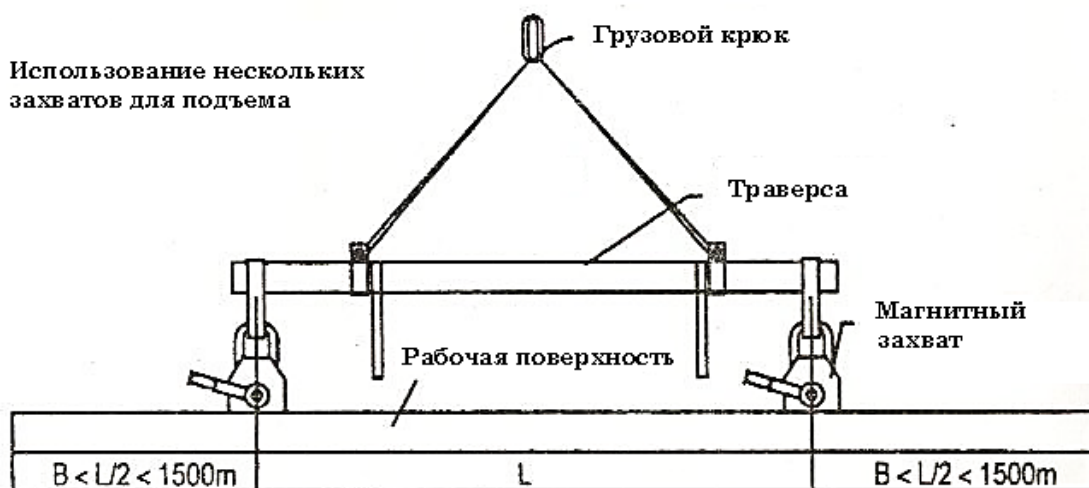 Грузовой крюк
Использование нескольких
захватов для подъема
Траверса
Магнитный
захват
Рабочая поверхность
B < L/2 < 1500m
L
B < L/2 < 1500m